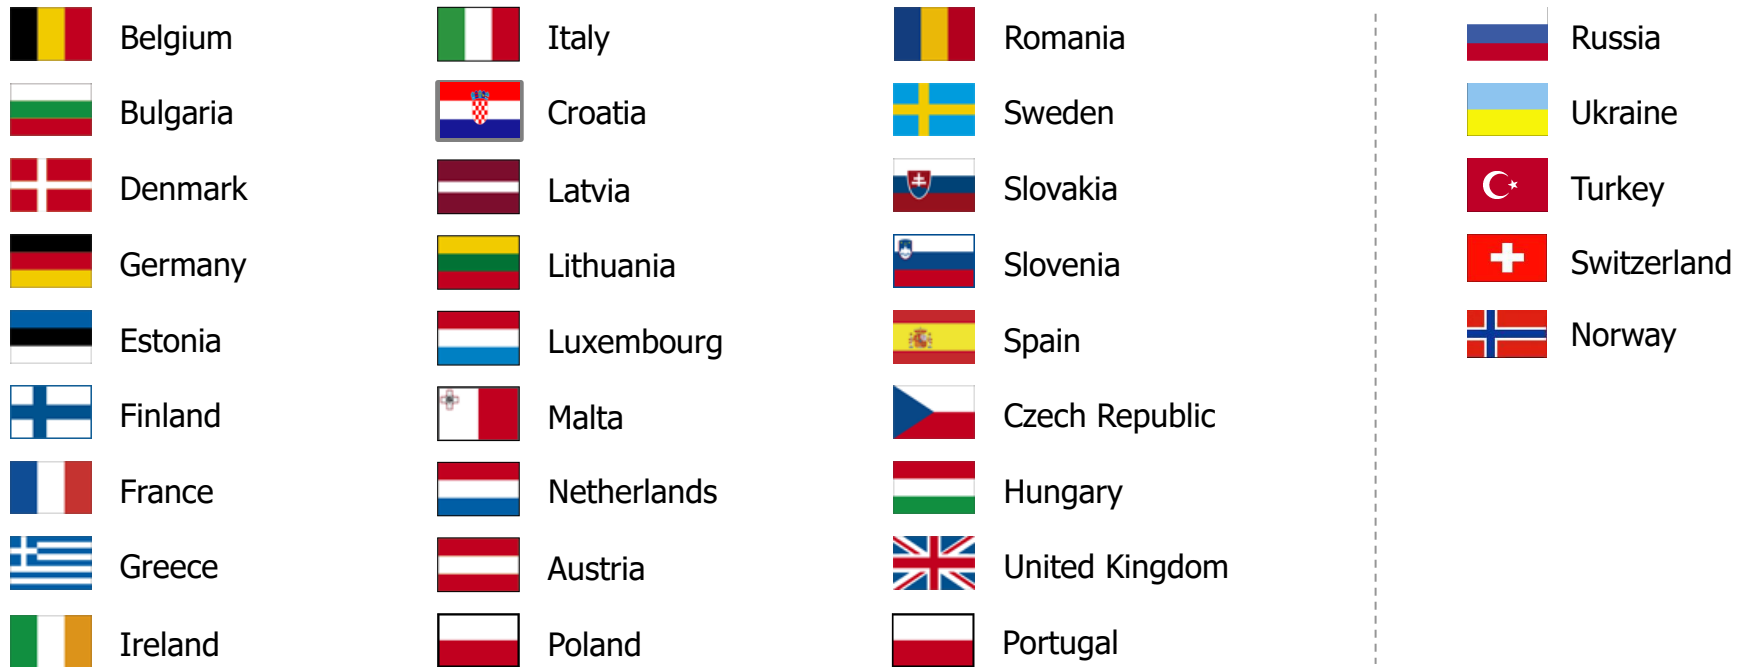 Belgium
Bulgaria
Denmark
Germany
Estonia
Finland
France
Greece
Ireland
Italy
Croatia
Latvia
Lithuania
Luxembourg
Malta
Netherlands
Austria
Poland
Romania
Sweden
Slovakia
Slovenia
Spain
Czech Republic
Hungary
United Kingdom
Portugal
Russia
Ukraine
Turkey
Switzerland
Norway